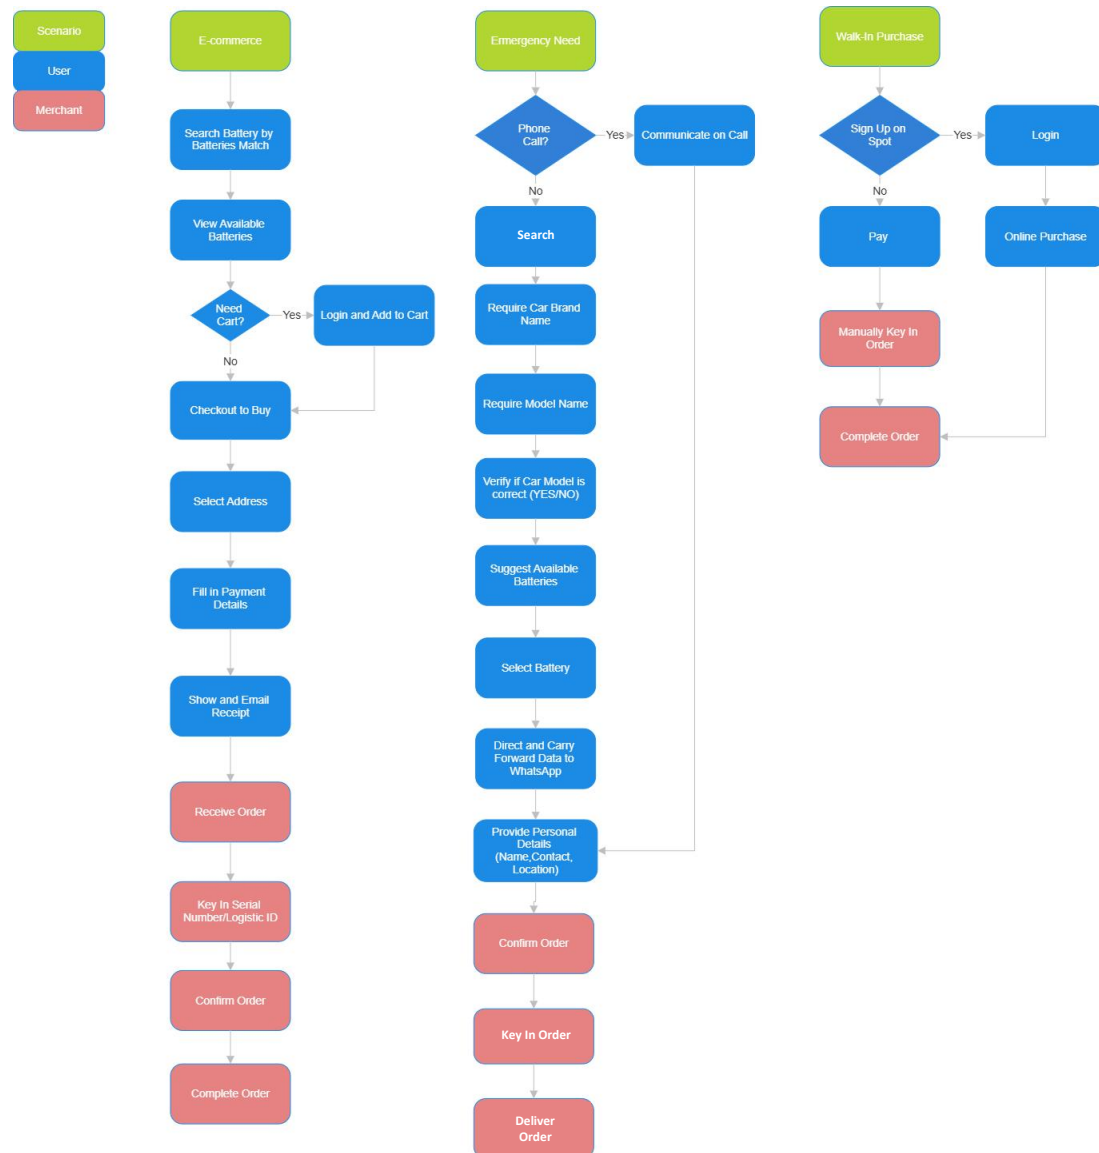 Scenario
User
Merchant
E-commerce
Search Battery by
Batteries Match
View Available
Batteries
Need
Cart?
Yes
Login and Add to Cart
No
Checkout to Buy
Select Address
Fill in Payment
Details
Show and Email
Receipt
Receive Order
Key In Serial
Number/Logistic ID
Confirm Order
Complete Order
Ermergency Need
Phone
Call?
Yes
Communicate on Call
No
Search
Require Car Brand
Name
Require Model Name
Verify if Car Model is
correct (YES/NO)
Suggest Available
Batteries
Select Battery
Direct and Carry
Forward Data to
WhatsApp
Provide Personal
Details
(Name,Contact,
Location)
Confirm Order
Key In Order
Deliver
Order
Walk-In Purchase
Sign Up on
Spot
Yes
Login
No
Pay
Online Purchase
Manually Key In
Order
Complete Order